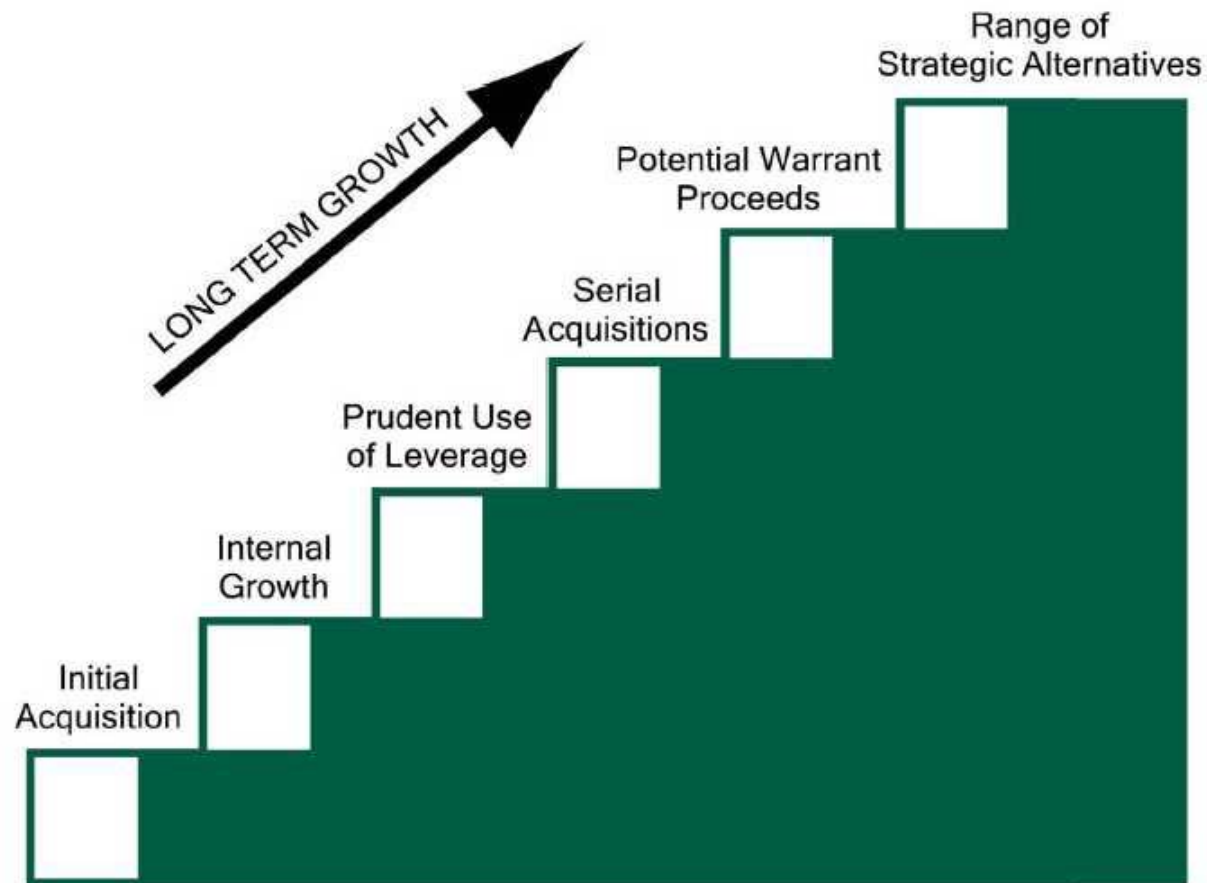 Range of
Strategic Alternatives
LONG TERM GROWTH
Potential Warrant
Proceeds
Serial
Acquisitions
Prudent Use
of Leverage
Internal
Growth
Initial
Acquisition